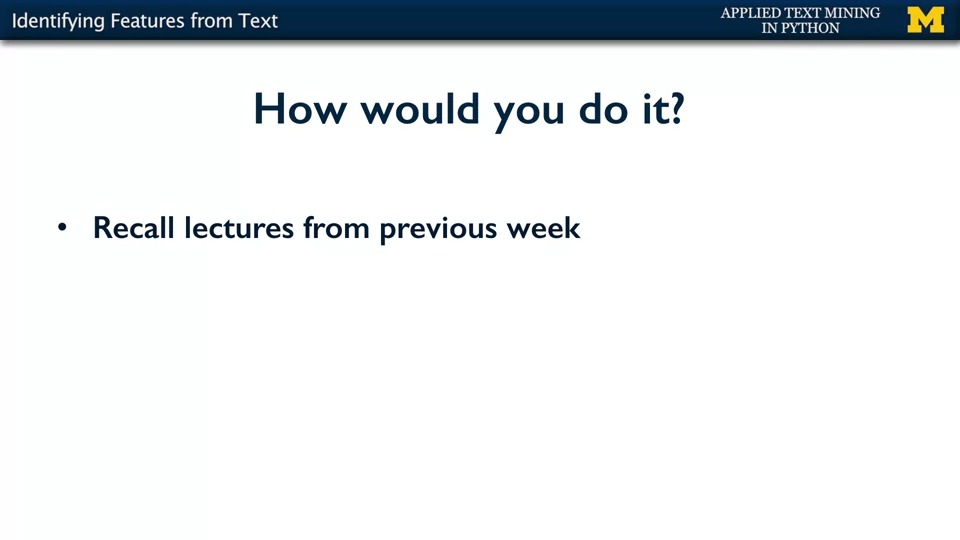 Identifying Features from Text
APPLIED TEXT MINING
IN PYTHON
M
How would you do it?
• Recall lectures from previous week